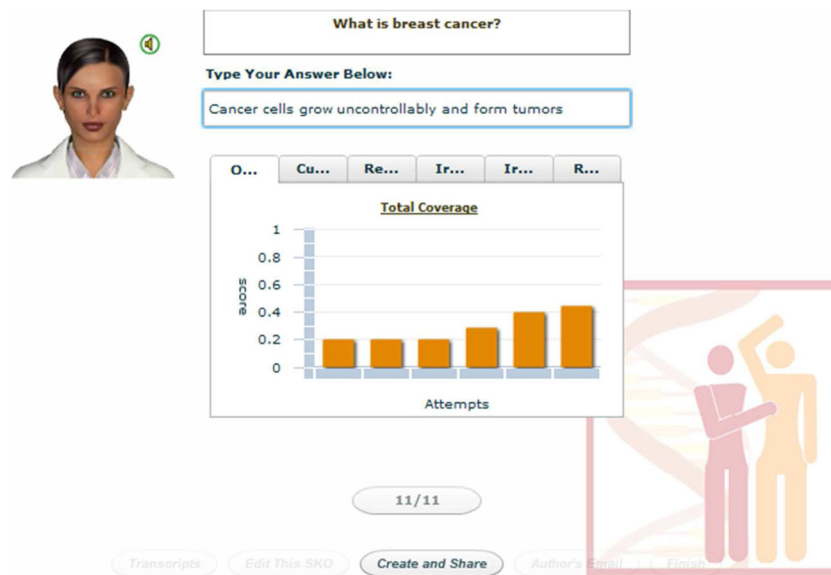 What is breast cancer?
Type Your Answer Below:
Cancer cells grow uncontrollably and form tumors
O... Cu... Re... Ir... Ir... R...
Total Coverage
1
0.8
0.6
0.4
0.2
0
score
Attempts
11/11
Transcripts Edit This SKO Create and Share Author's Email Finish